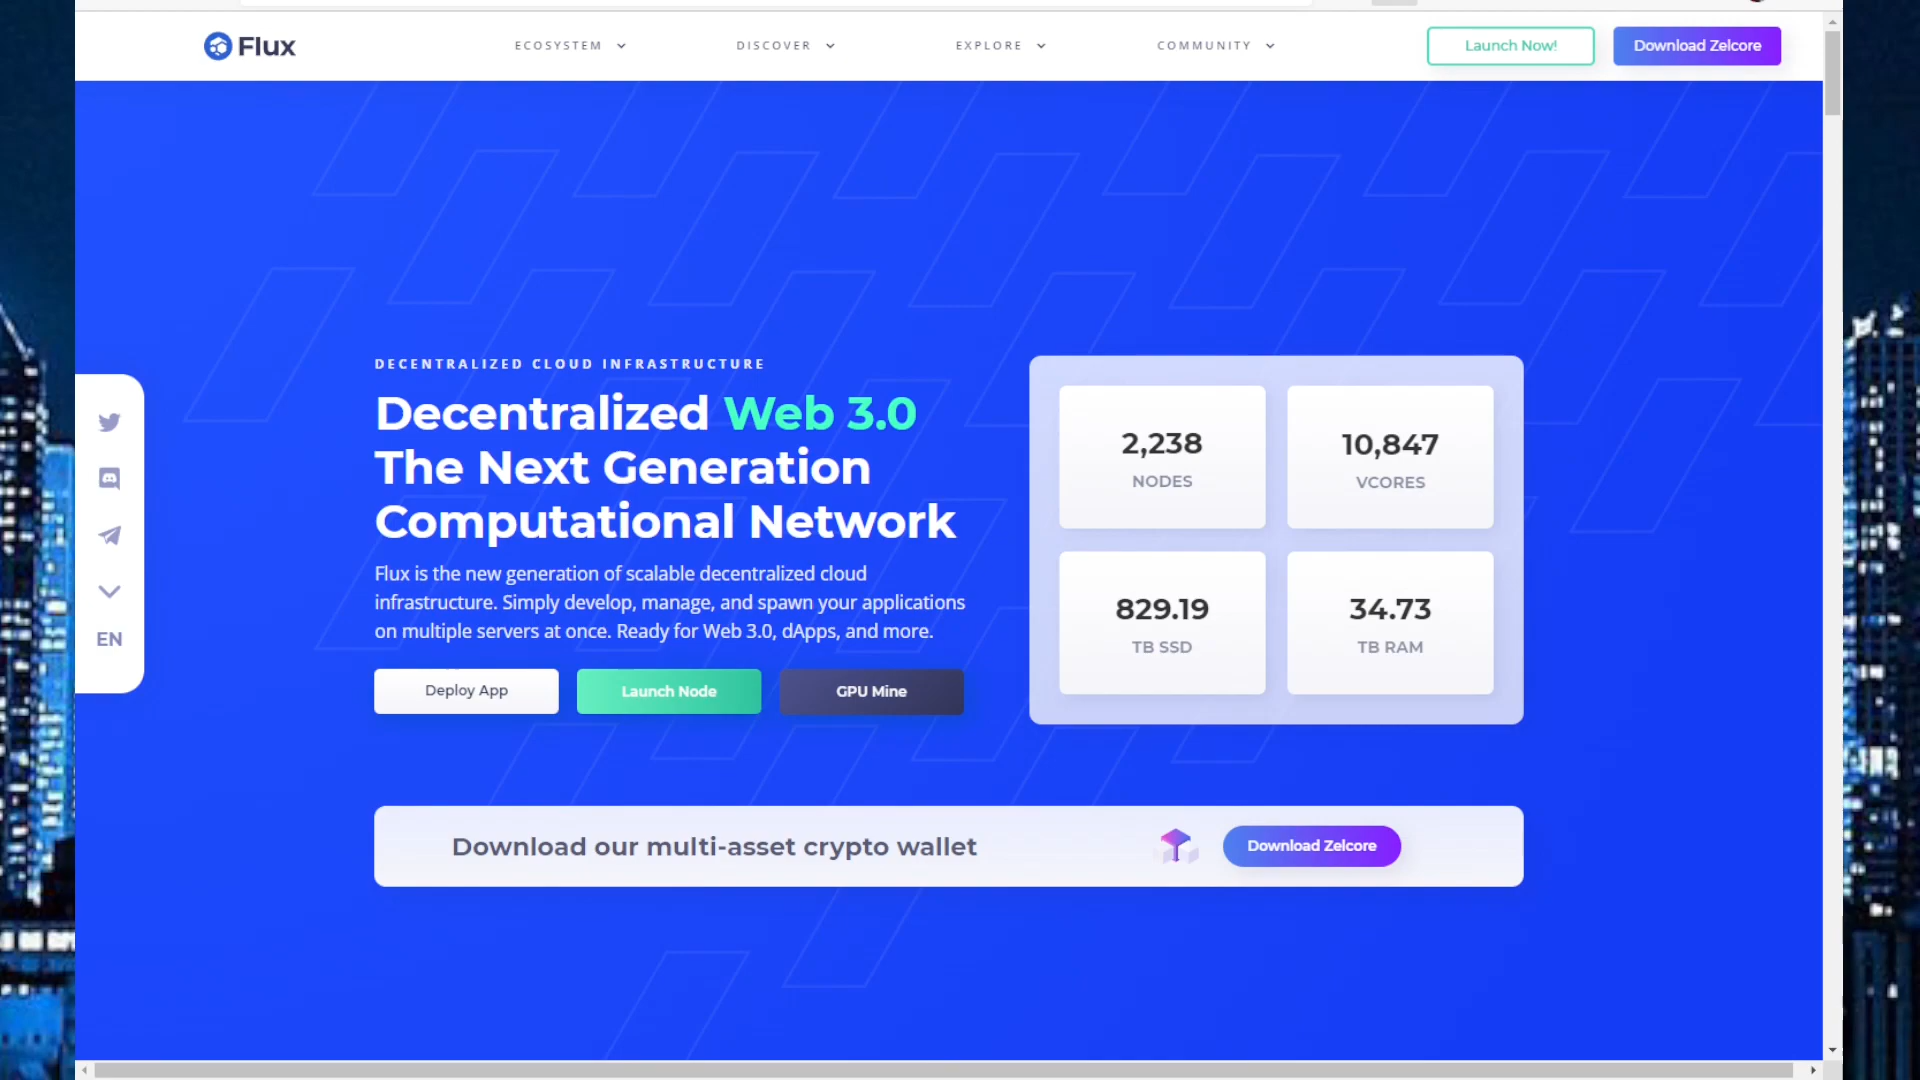 Flux
ECOSYSTEM
DISCOVER
EXPLORE
COMMUNITY
Launch Now!
Download Zelcore
DECENTRALIZED CLOUD INFRASTRUCTURE
Decentralized Web 3.0
The Next Generation
Computational Network
Flux is the new generation of scalable decentralized cloud
infrastructure. Simply develop, manage, and spawn your applications
on multiple servers at once. Ready for Web 3.0, dApps, and more.
Deploy App
Launch Node
GPU Mine
2,238
NODES
10,847
VCORES
829.19
TB SSD
34.73
TB RAM
EN
Download our multi-asset crypto wallet
Download Zelcore